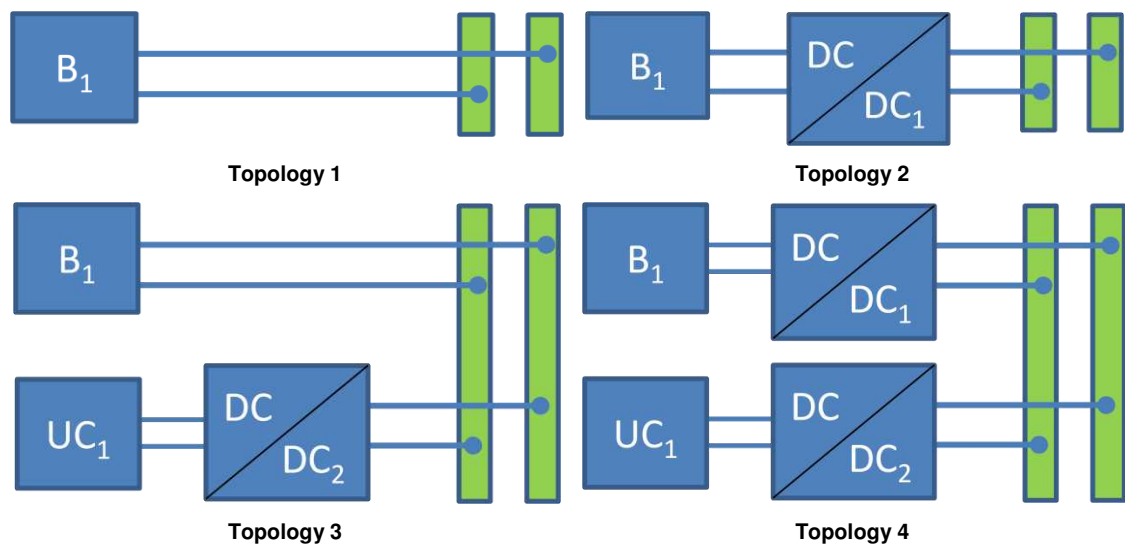 B₁
Topology 1
B₁
DC
DC₁
Topology 2
B₁
UC₁
DC
DC₂
Topology 3
B₁
DC
DC₁
UC₁
DC
DC₂
Topology 4